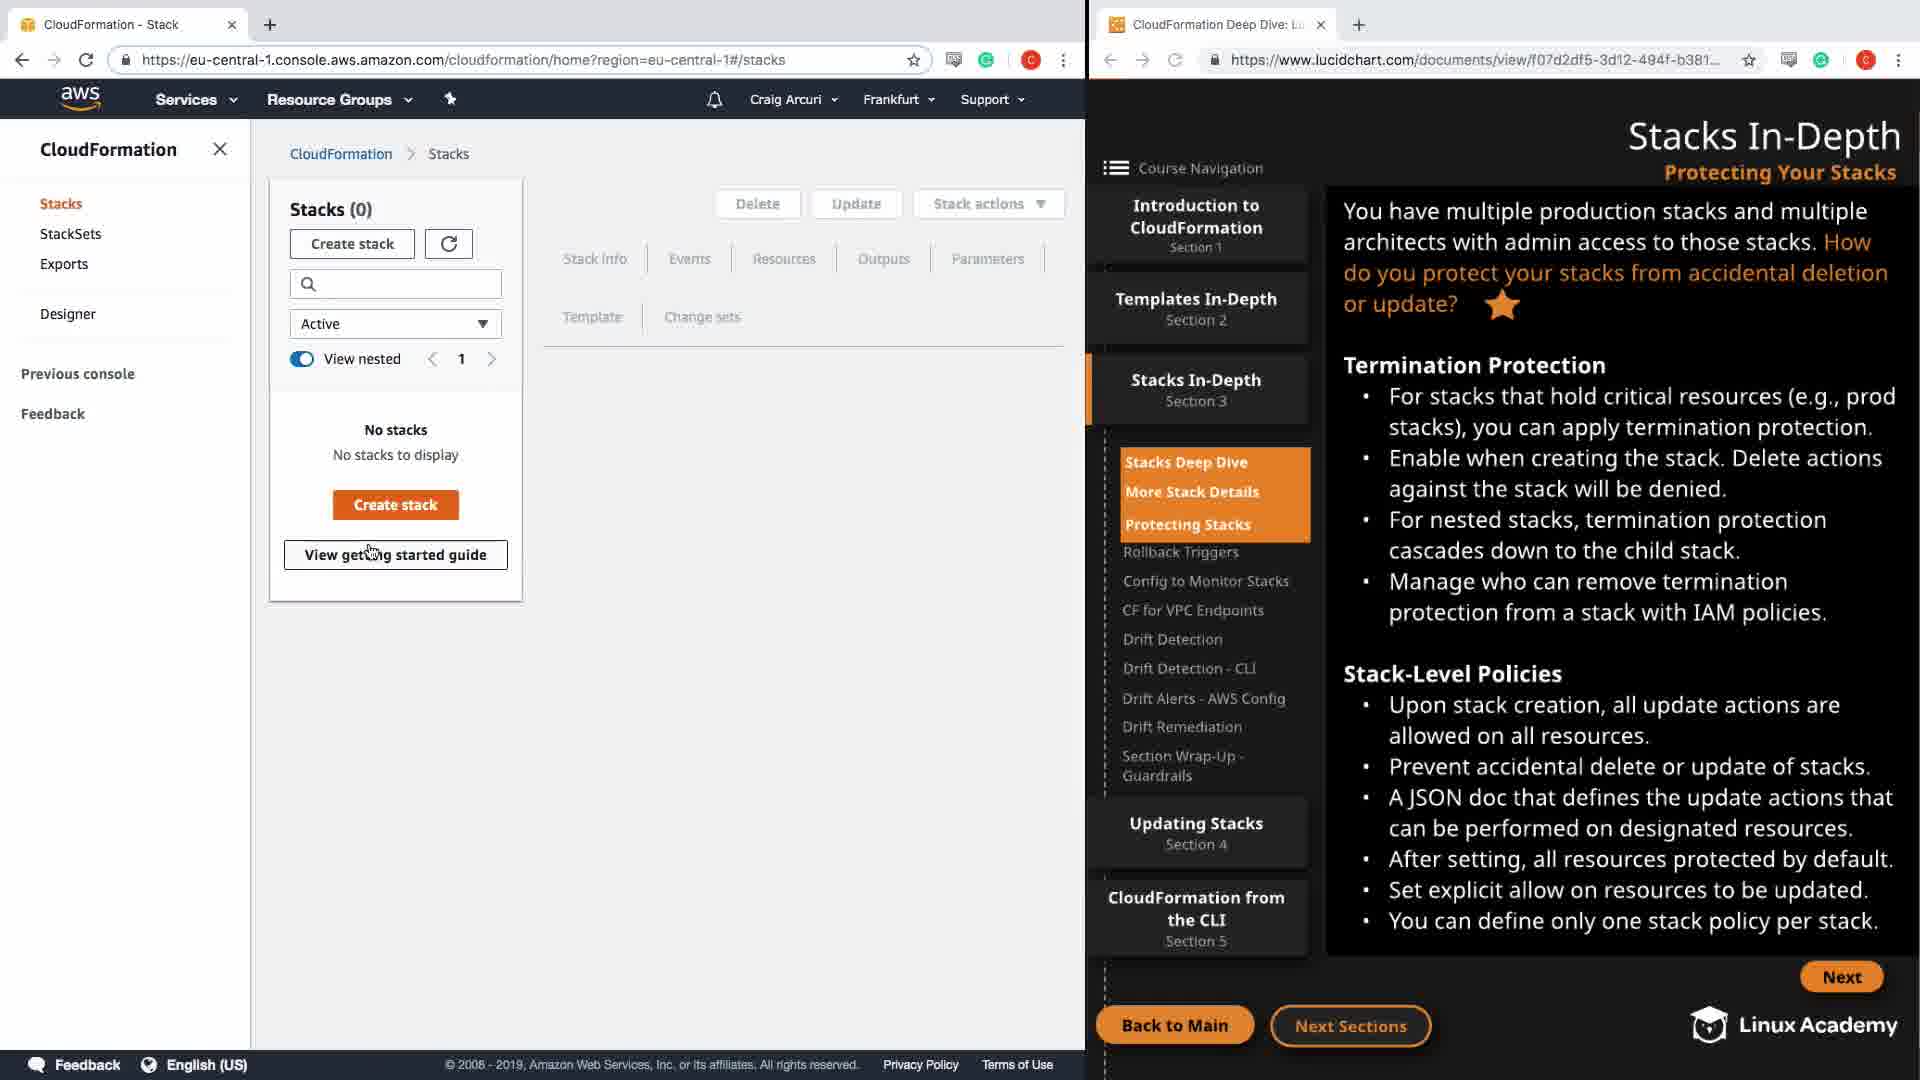 CloudFormation - Stack
https://eu-central-1.console.aws.amazon.com/cloudformation/home?region=eu-central-1#/stacks
C
aws
Services
Resource Groups
Craig Arcuri
Frankfurt
Support
CloudFormation
Stacks
StackSets
Exports
Designer
Previous console
Feedback
CloudFormation > Stacks
Stacks (0)
Create stack
Active
View nested
1
No stacks
No stacks to display
Create stack
View getting started guide
Delete
Update
Stack actions
Stack info
Events
Resources
Outputs
Parameters
Template
Change sets
Feedback
English (US)
© 2008 - 2019, Amazon Web Services, Inc. or its affiliates. All rights reserved.
Privacy Policy
Terms of Use
CloudFormation Deep Dive: Lu
https://www.lucidchart.com/documents/view/f07d2df5-3d12-494f-b381...
C
Stacks In-Depth
Protecting Your Stacks
Course Navigation
Introduction to
CloudFormation
Section 1
Templates In-Depth
Section 2
Stacks In-Depth
Section 3
Stacks Deep Dive
More Stack Details
Protecting Stacks
Rollback Triggers
Config to Monitor Stacks
CF for VPC Endpoints
Drift Detection
Drift Detection - CLI
Drift Alerts - AWS Config
Drift Remediation
Section Wrap-Up -
Guardrails
Updating Stacks
Section 4
CloudFormation from
the CLI
Section 5
You have multiple production stacks and multiple
architects with admin access to those stacks. How
do you protect your stacks from accidental deletion
or update?
Termination Protection
• For stacks that hold critical resources (e.g., prod
stacks), you can apply termination protection.
• Enable when creating the stack. Delete actions
against the stack will be denied.
• For nested stacks, termination protection
cascades down to the child stack.
• Manage who can remove termination
protection from a stack with IAM policies.
Stack-Level Policies
• Upon stack creation, all update actions are
allowed on all resources.
• Prevent accidental delete or update of stacks.
• A JSON doc that defines the update actions that
can be performed on designated resources.
• After setting, all resources protected by default.
• Set explicit allow on resources to be updated.
• You can define only one stack policy per stack.
Next
Back to Main
Next Sections
Linux Academy